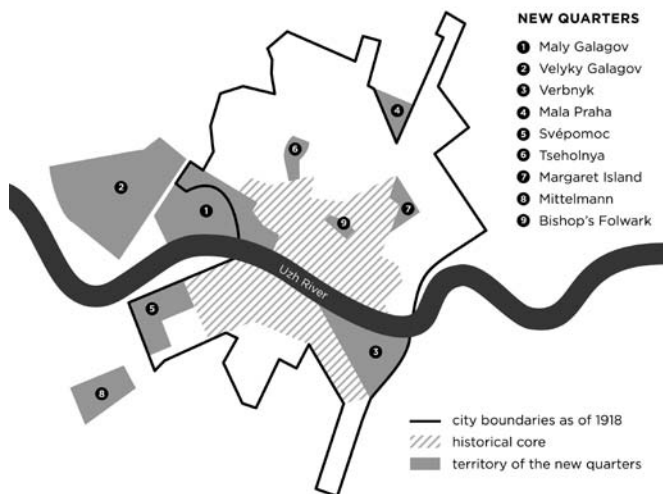 NEW QUARTERS
1 Maly Galagov
2 Velyky Galagov
3 Verbnyk
4 Mala Praha
5 Svépomoc
6 Tseholnya
7 Margaret Island
8 Mittelmann
9 Bishop's Folwark
4
6
2
1
7
9
Uzh River
5
3
8
city boundaries as of 1918
historical core
territory of the new quarters